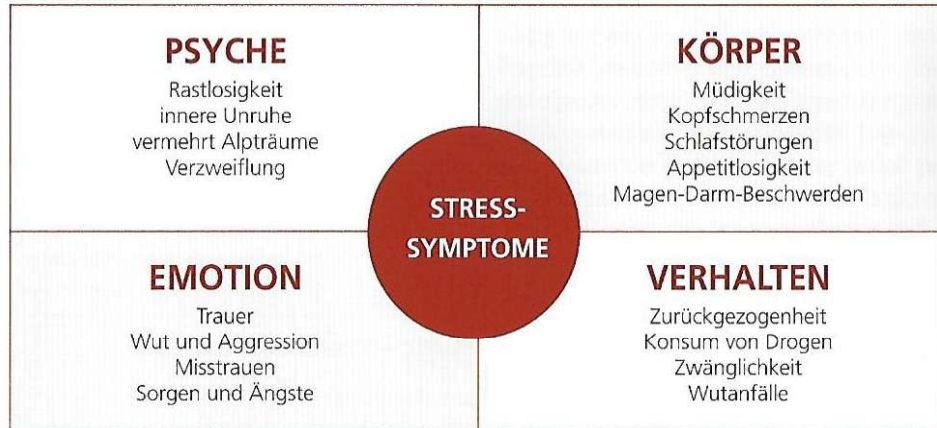 PSYCHE
Rastlosigkeit
innere Unruhe
vermehrt Alpträume
Verzweiflung
KÖRPER
Müdigkeit
Kopfschmerzen
Schlafstörungen
Appetitlosigkeit
Magen-Darm-Beschwerden
STRESS-
SYMPTOME
EMOTION
Trauer
Wut und Aggression
Misstrauen
Sorgen und Ängste
VERHALTEN
Zurückgezogenheit
Konsum von Drogen
Zwänglichkeit
Wutanfälle